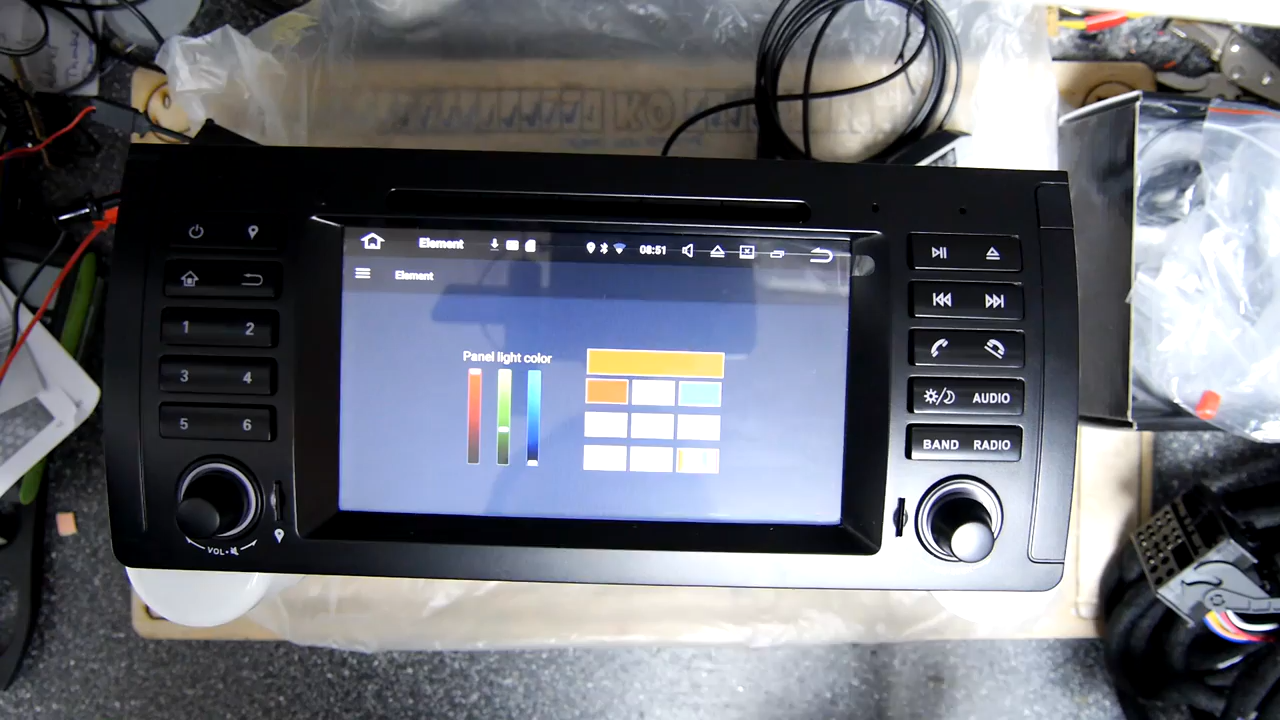 Element
08:51
Element
Panel light color
1 2
3 4
5 6
VOL
AUDIO
BAND RADIO